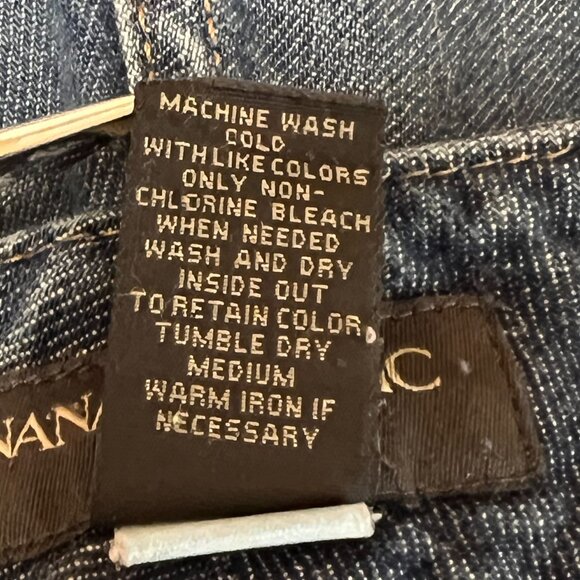 MACHINE WASH
COLD
WITH LIKE COLORS
ONLY NON-
CHLORINE BLEACH
WHEN NEEDED
WASH AND DRY
INSIDE OUT
TO RETAIN COLOR.
TUMBLE DRY
MEDIUM
WARM IRON IF
NECESSARY